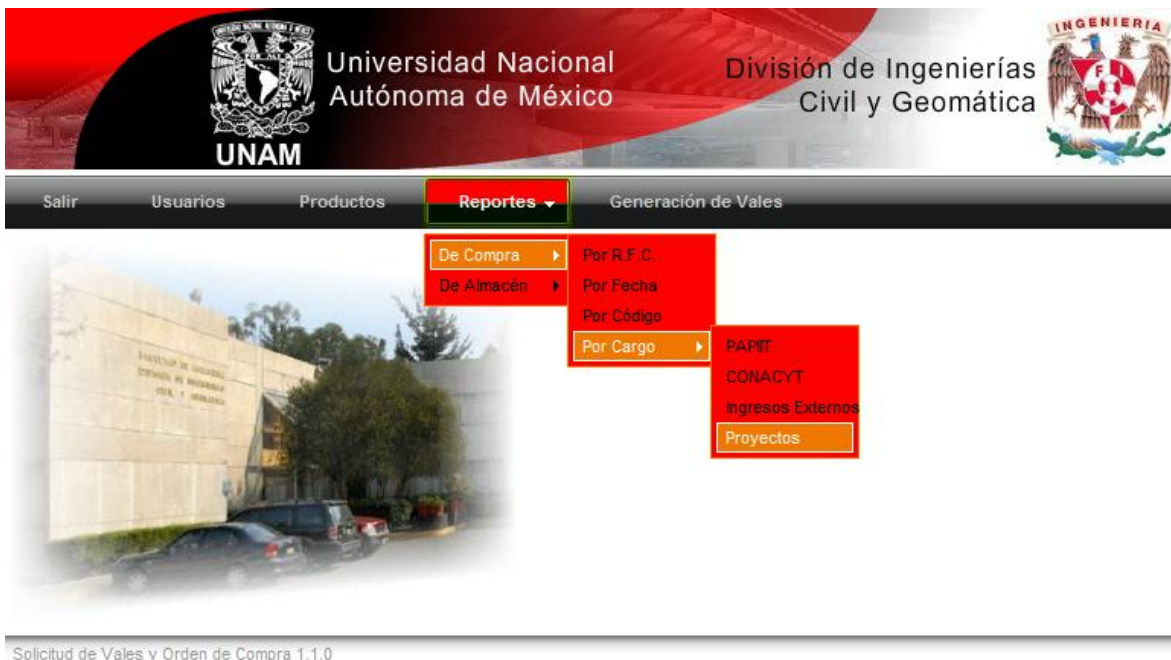 UNAM
Universidad Nacional
Autónoma de México
División de Ingenierías
Civil y Geomática
INGENIERIA
FI
Salir Usuarios Productos Reportes Generación de Vales
De Compra
De Almacén
Por R.F.C.
Por Fecha
Por Código
Por Cargo
PAPIIT
CONACYT
Ingresos Externos
Proyectos
Solicitud de Vales y Orden de Compra 1.1.0